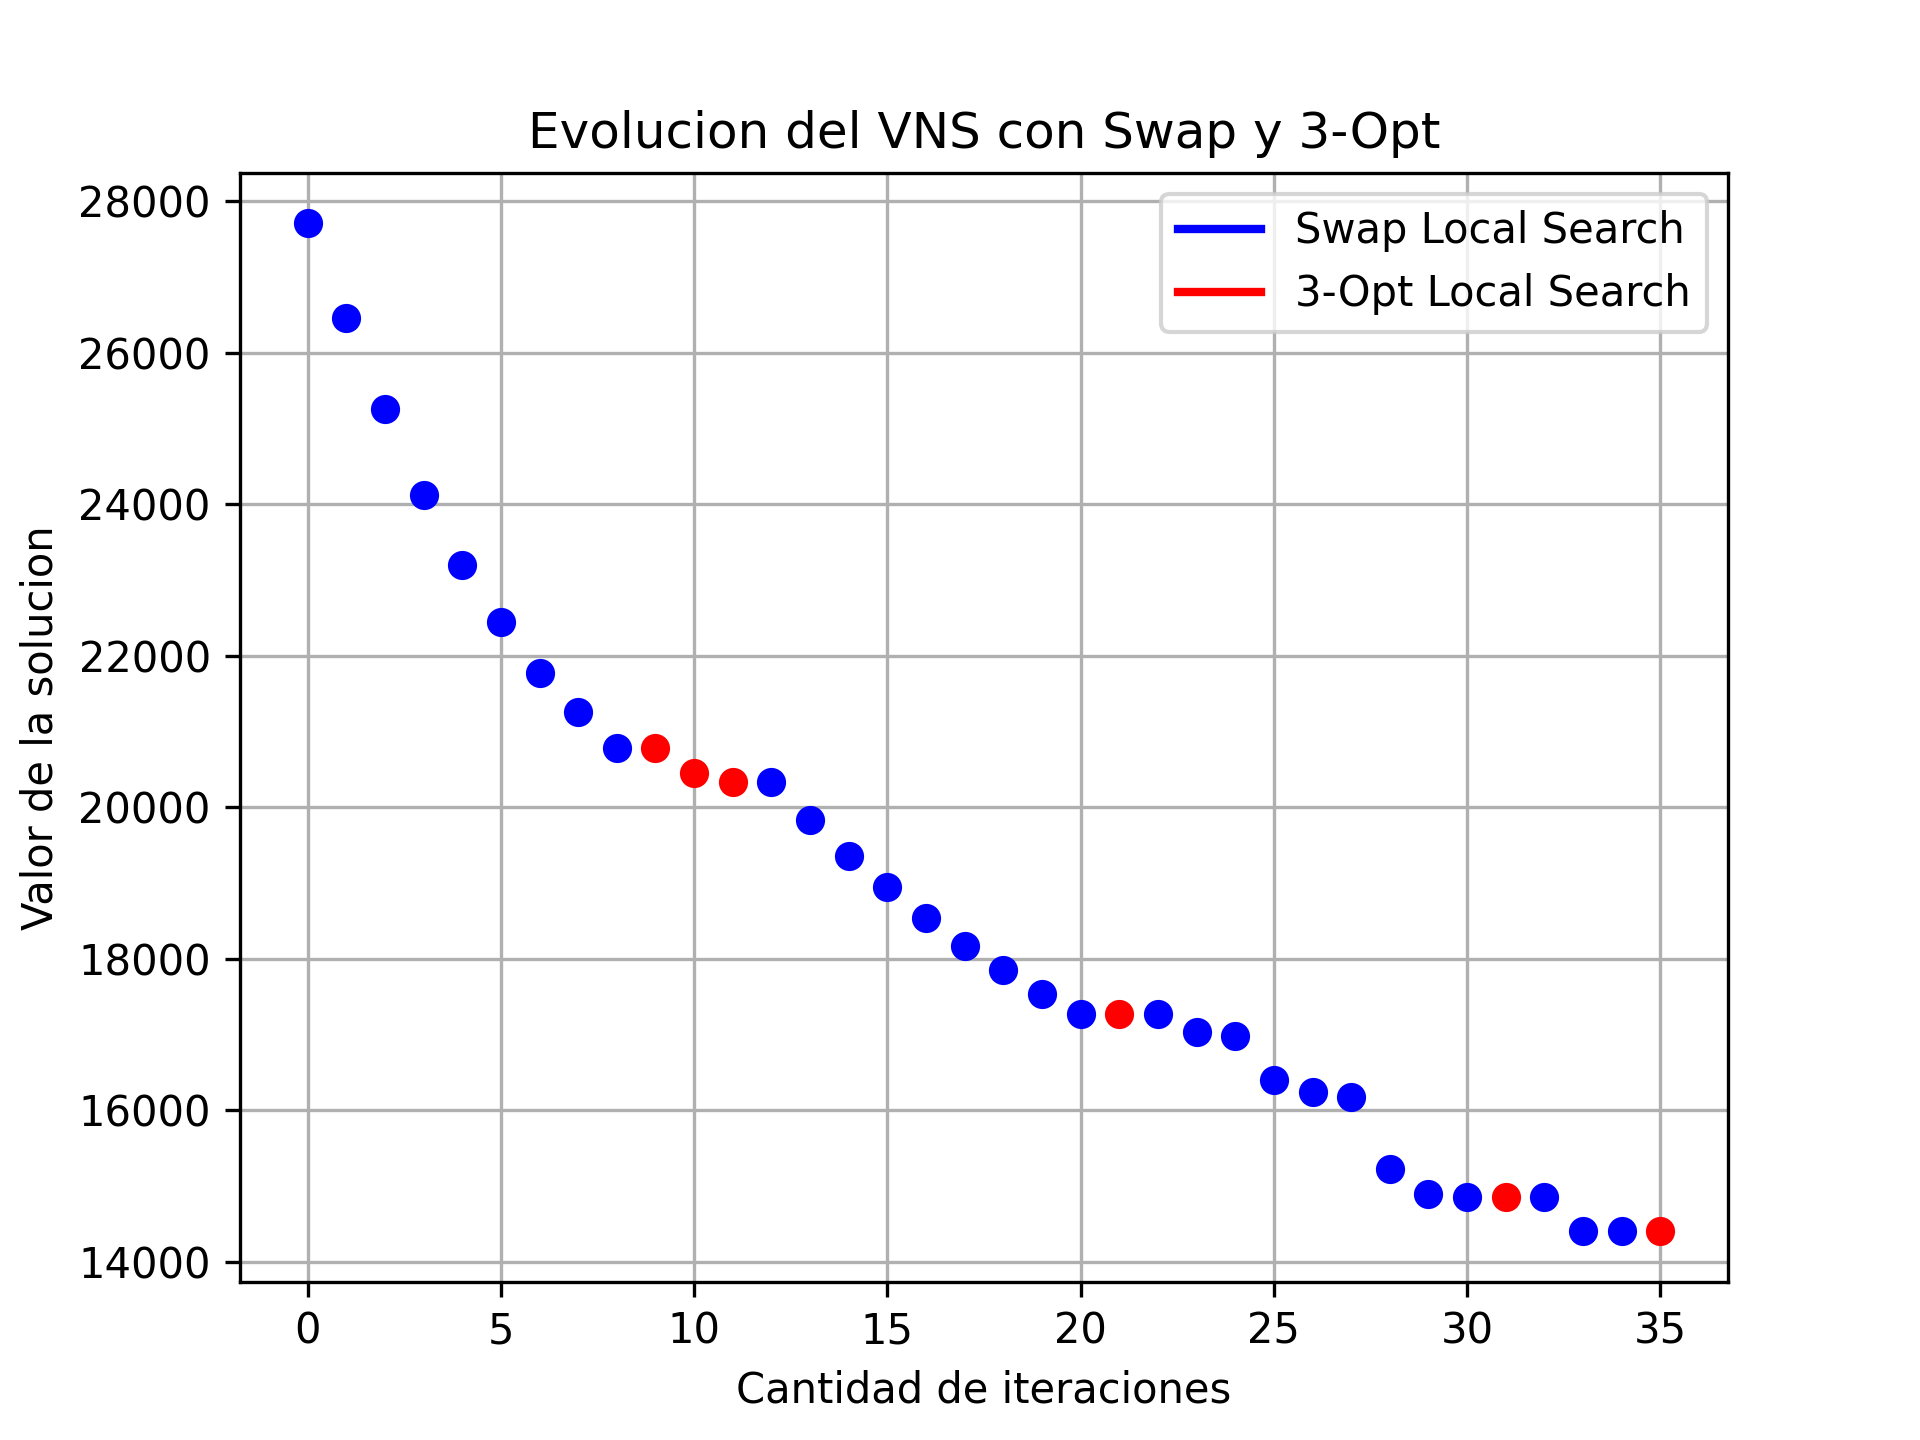 Evolucion del VNS con Swap y 3-Opt
Swap Local Search
3-Opt Local Search
Valor de la solucion
28000
26000
24000
22000
20000
18000
16000
14000
0 5 10 15 20 25 30 35
Cantidad de iteraciones